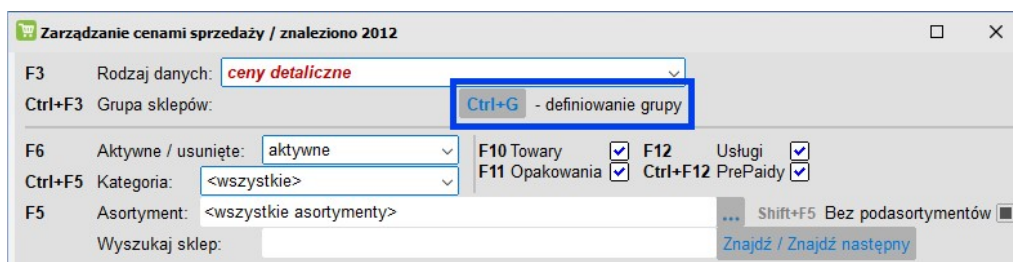 Zarządzanie cenami sprzedaży / znaleziono 2012
F3 Rodzaj danych: ceny detaliczne
Ctrl+F3 Grupa sklepów: Ctrl+G - definiowanie grupy
F6 Aktywne / usunięte: aktywne F10 Towary F12 Usługi
Ctrl+F5 Kategoria: <wszystkie> F11 Opakowania Ctrl+F12 PrePaidy
F5 Asortyment: <wszystkie asortymenty> ... Shift+F5 Bez podasortymentów
Wyszukaj sklep: Znajdź / Znajdź następny